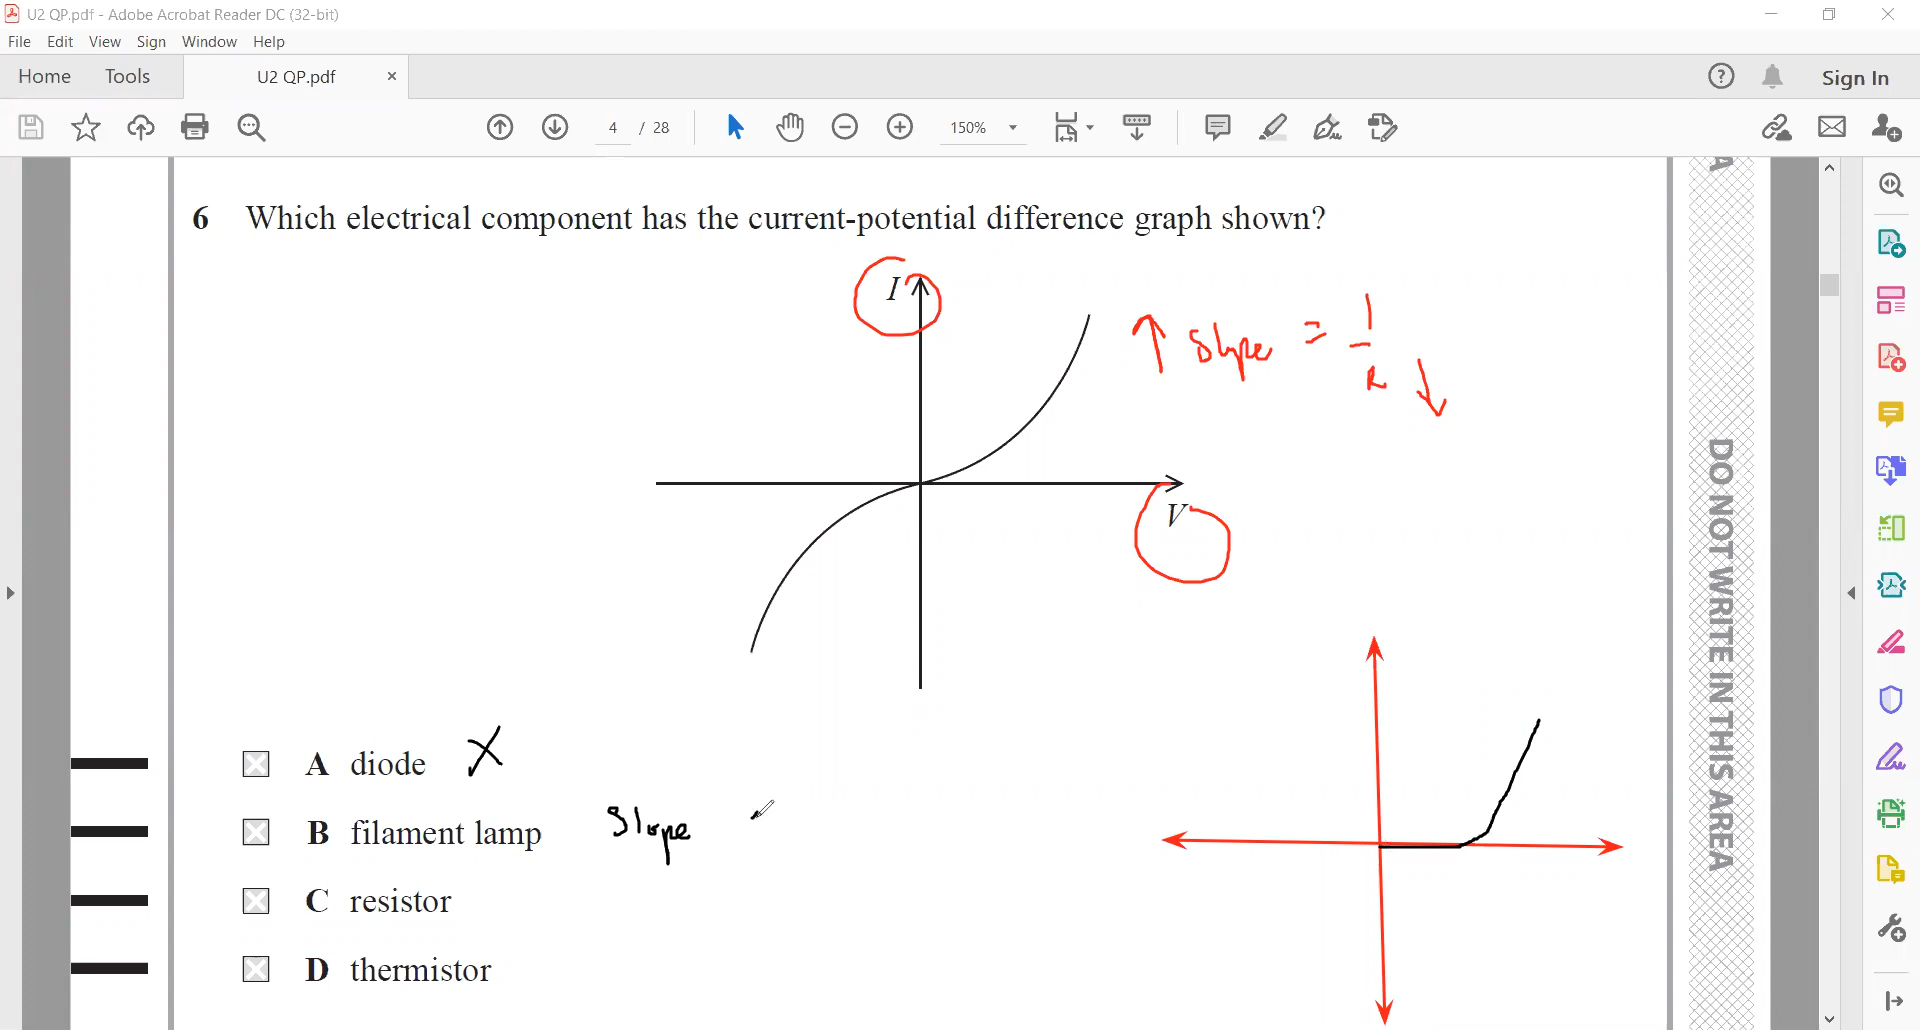 U2 QP.pdf - Adobe Acrobat Reader DC (32-bit)
File Edit View Sign Window Help
Home Tools U2 QP.pdf × Sign In
4 / 28 150%
A
6 Which electrical component has the current-potential difference graph shown?
I
↑ slope = 1/R ↓
V
DO NOT WRITE IN THIS AREA
A diode X
B filament lamp Slope
C resistor
D thermistor